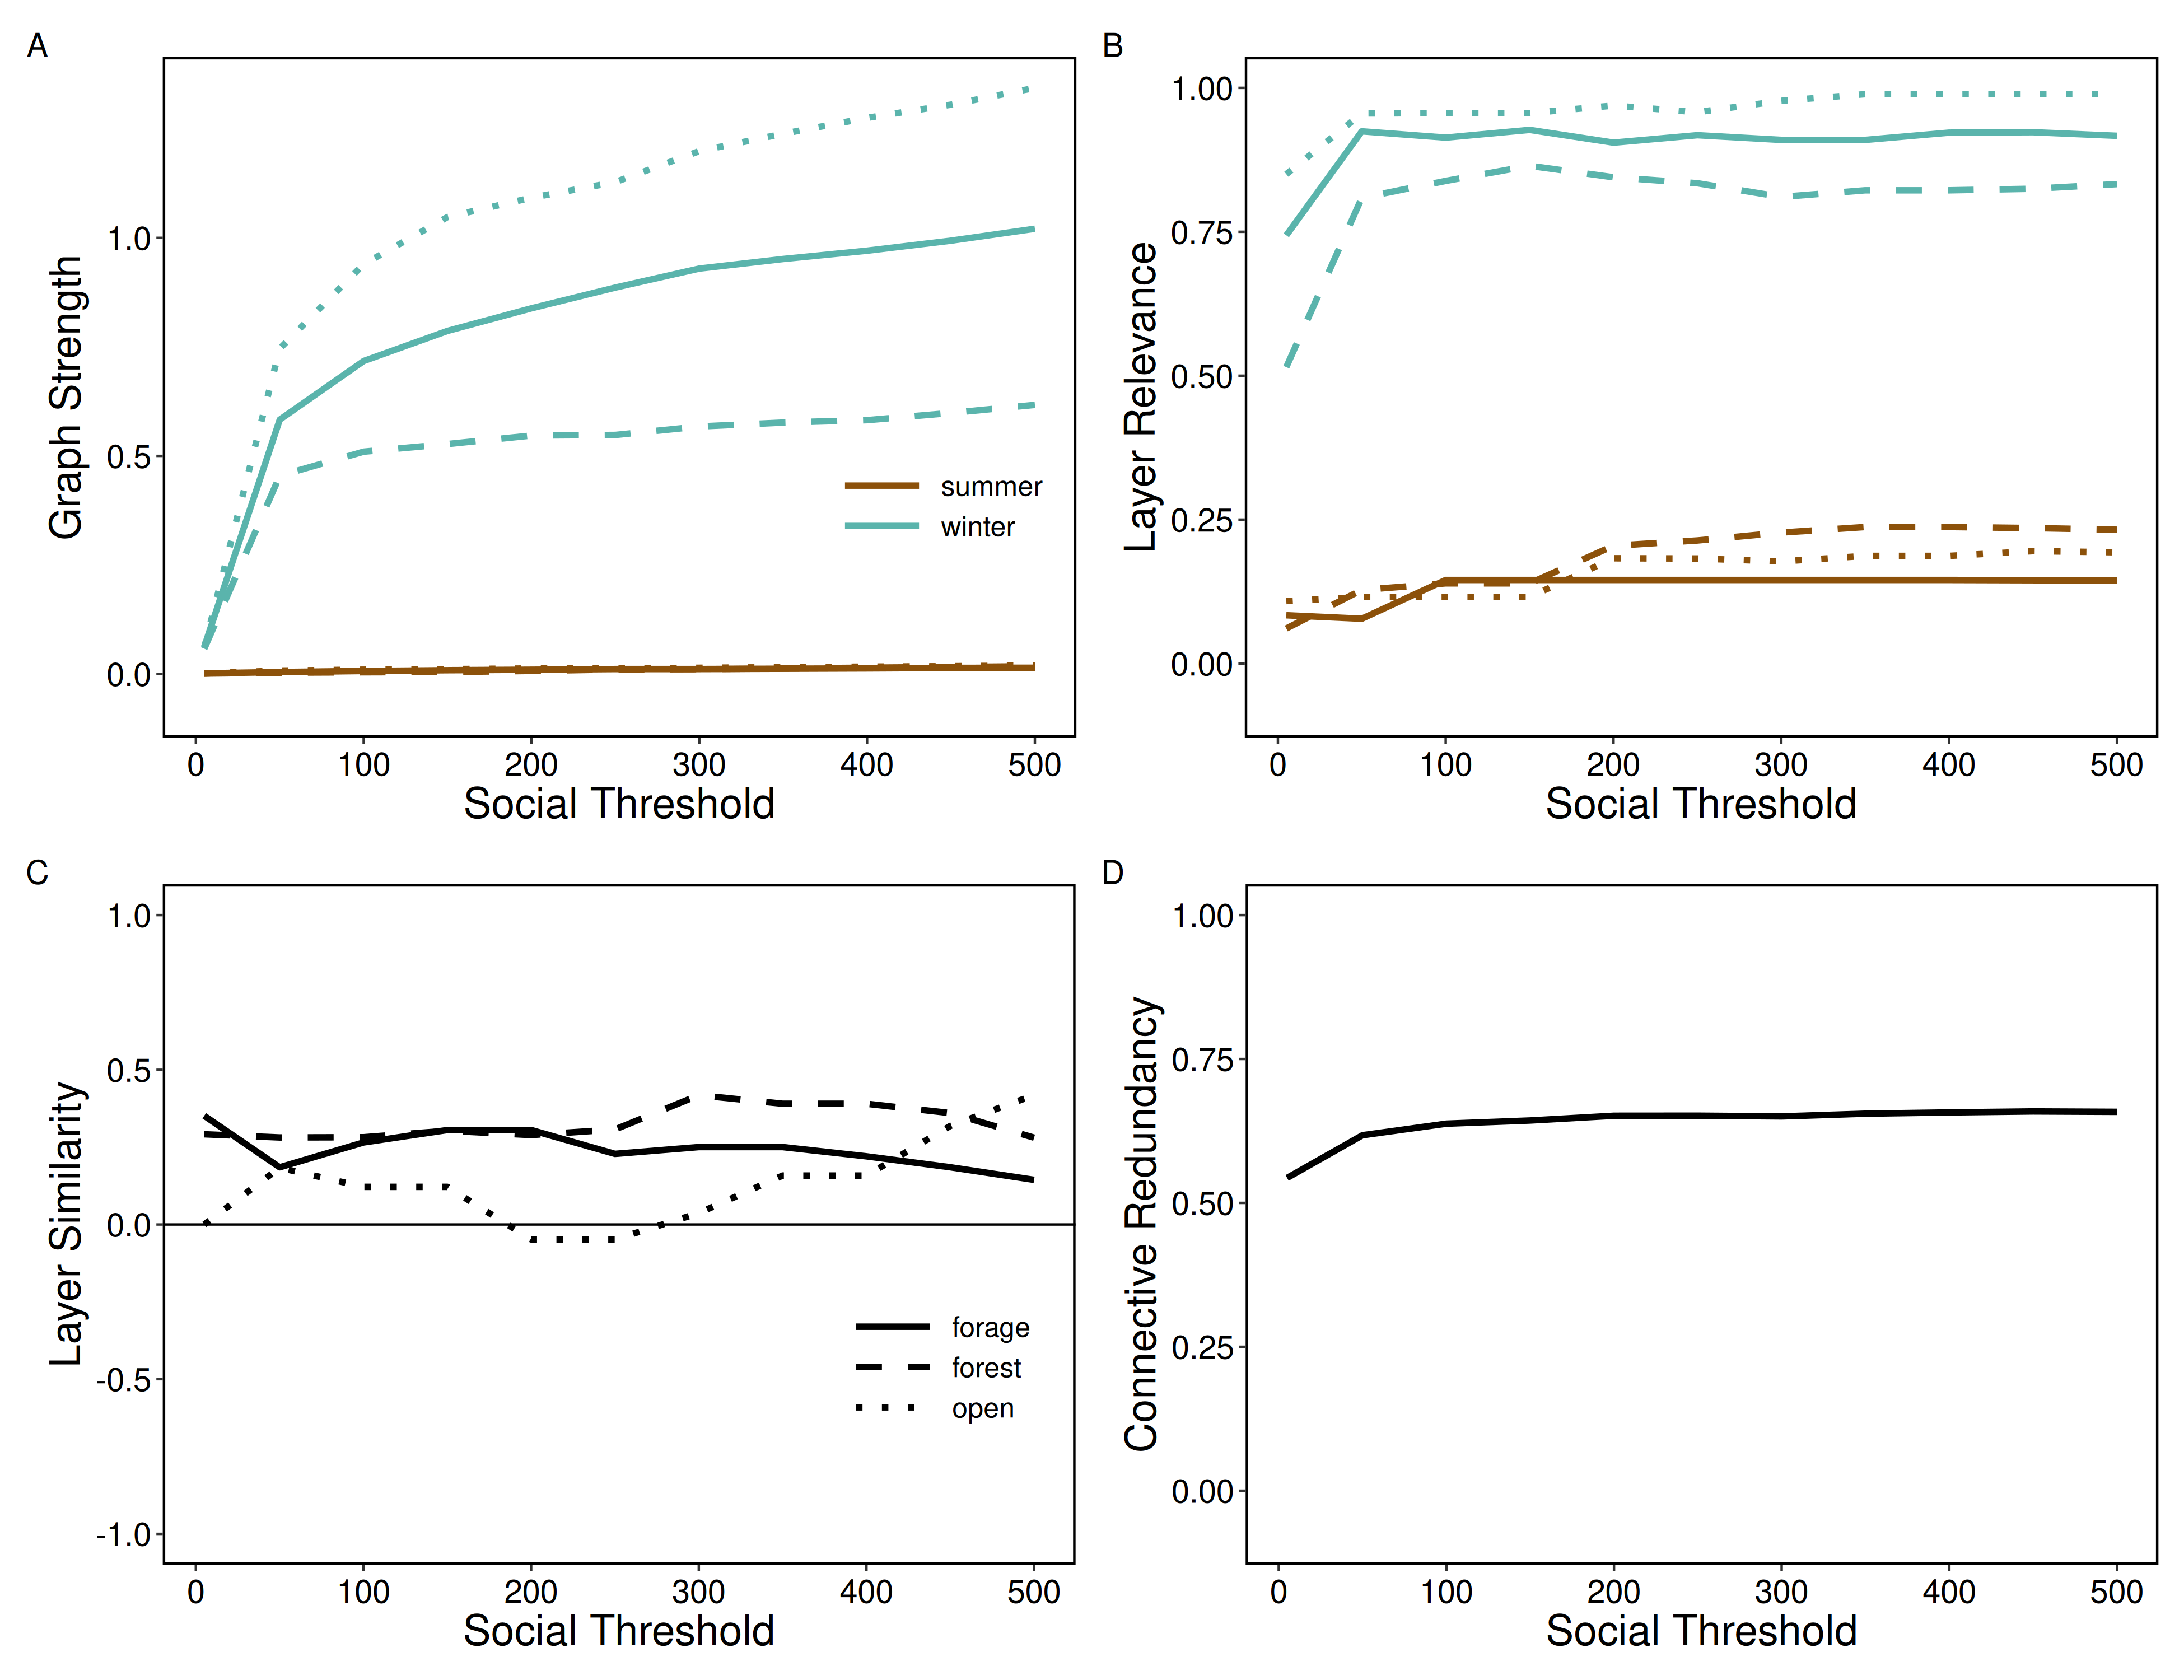 A
Graph Strength
1.0
0.5
0.0
summer
winter
0 100 200 300 400 500
Social Threshold
B
Layer Relevance
1.00
0.75
0.50
0.25
0.00
0 100 200 300 400 500
Social Threshold
C
Layer Similarity
1.0
0.5
0.0
-0.5
-1.0
forage
forest
open
0 100 200 300 400 500
Social Threshold
D
Connective Redundancy
1.00
0.75
0.50
0.25
0.00
0 100 200 300 400 500
Social Threshold